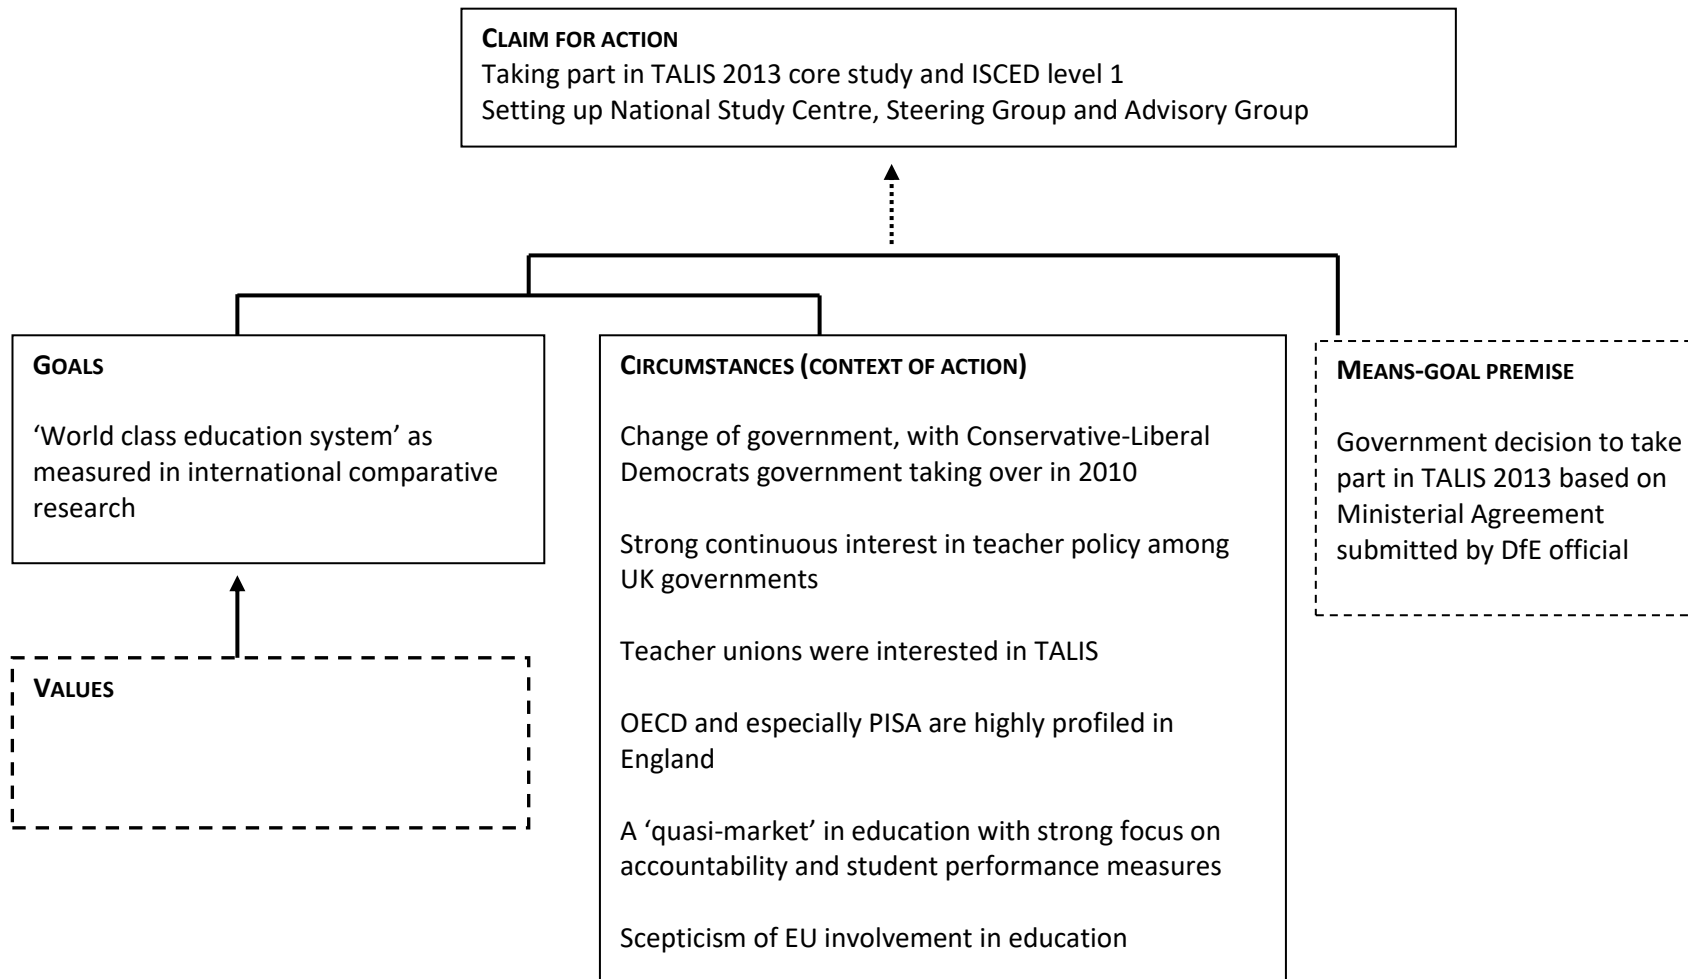 CLAIM FOR ACTION
Taking part in TALIS 2013 core study and ISCED level 1
Setting up National Study Centre, Steering Group and Advisory Group
GOALS
‘World class education system’ as
measured in international comparative
research
VALUES
CIRCUMSTANCES (CONTEXT OF ACTION)
Change of government, with Conservative-Liberal
Democrats government taking over in 2010
Strong continuous interest in teacher policy among
UK governments
Teacher unions were interested in TALIS
OECD and especially PISA are highly profiled in
England
A ‘quasi-market’ in education with strong focus on
accountability and student performance measures
Scepticism of EU involvement in education
MEANS-GOAL PREMISE
Government decision to take
part in TALIS 2013 based on
Ministerial Agreement
submitted by DfE official